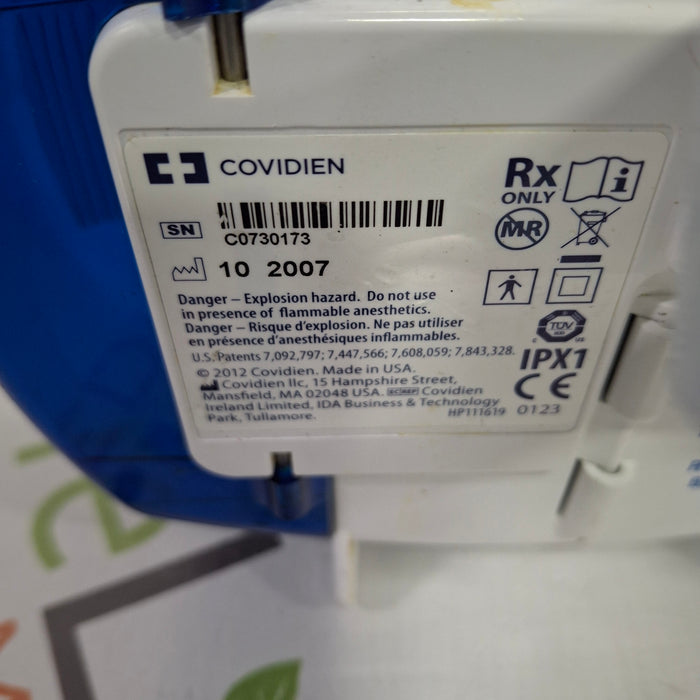 COVIDIEN
Rx
ONLY
SN
C0730173
MR
10 2007
Danger – Explosion hazard. Do not use
in presence of flammable anesthetics.
Danger – Risque d'explosion. Ne pas utiliser
en présence d'anesthésiques inflammables.
U.S. Patents 7,092,797; 7,447,566; 7,608,059; 7,843,328.
© 2012 Covidien. Made in USA.
Covidien llc, 15 Hampshire Street,
Mansfield, MA 02048 USA. EC REP Covidien
Ireland Limited, IDA Business & Technology
Park, Tullamore.
HP111619
TÜV
IPX1
CE
0123